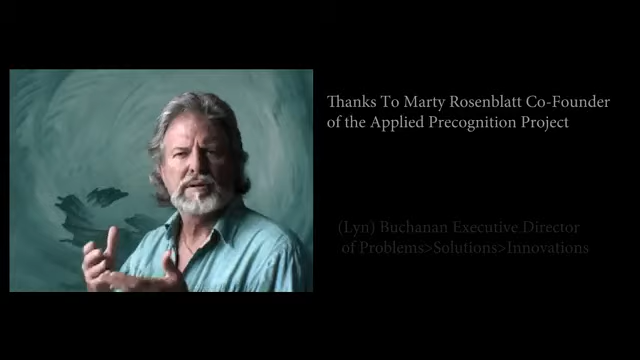 Thanks To Marty Rosenblatt Co-Founder
of the Applied Precognition Project
(Lyn) Buchanan Executive Director
of Problems>Solutions>Innovations